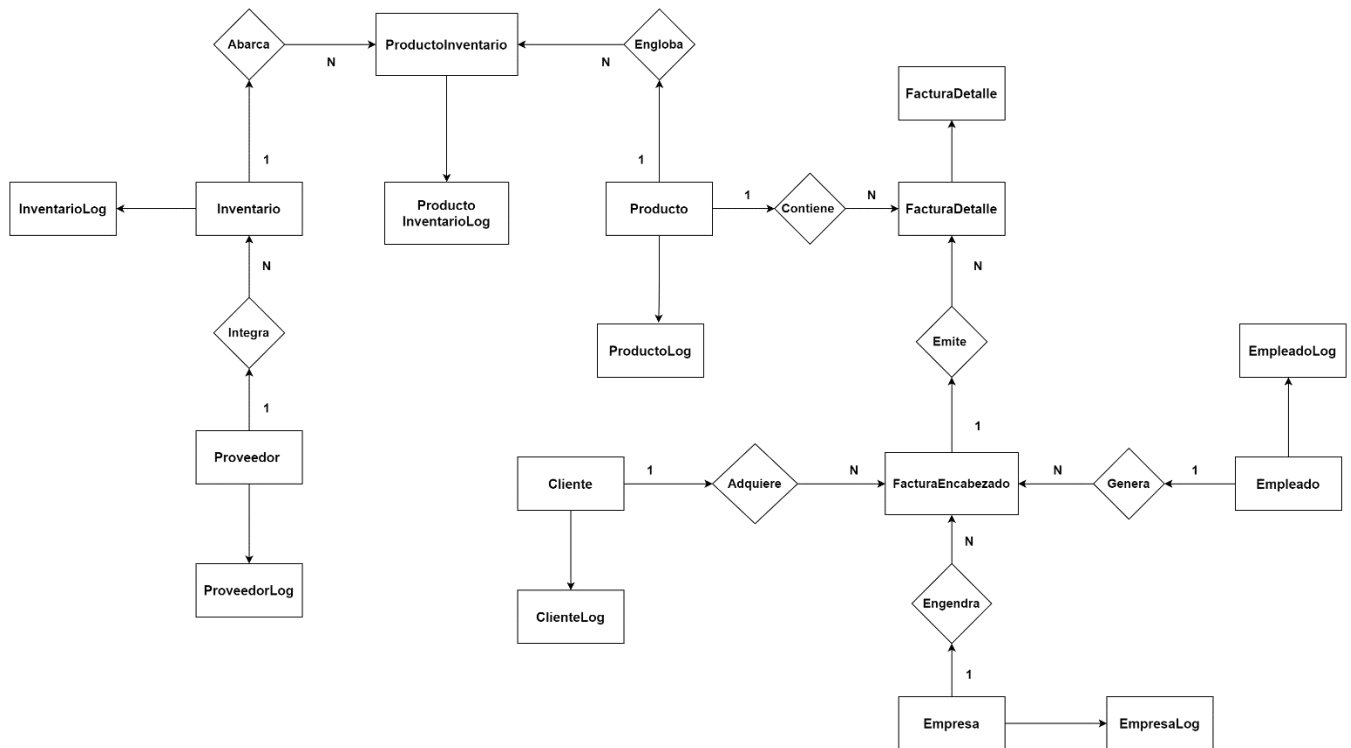 Abarca
N
ProductoInventario
N
Engloba
FacturaDetalle
1
1
InventarioLog
Inventario
Producto
InventarioLog
Producto
1
Contiene
N
FacturaDetalle
N
N
Integra
ProductoLog
Emite
EmpleadoLog
1
1
Proveedor
Cliente
1
Adquiere
N
FacturaEncabezado
N
Genera
1
Empleado
N
ProveedorLog
ClienteLog
Engendra
1
Empresa
EmpresaLog